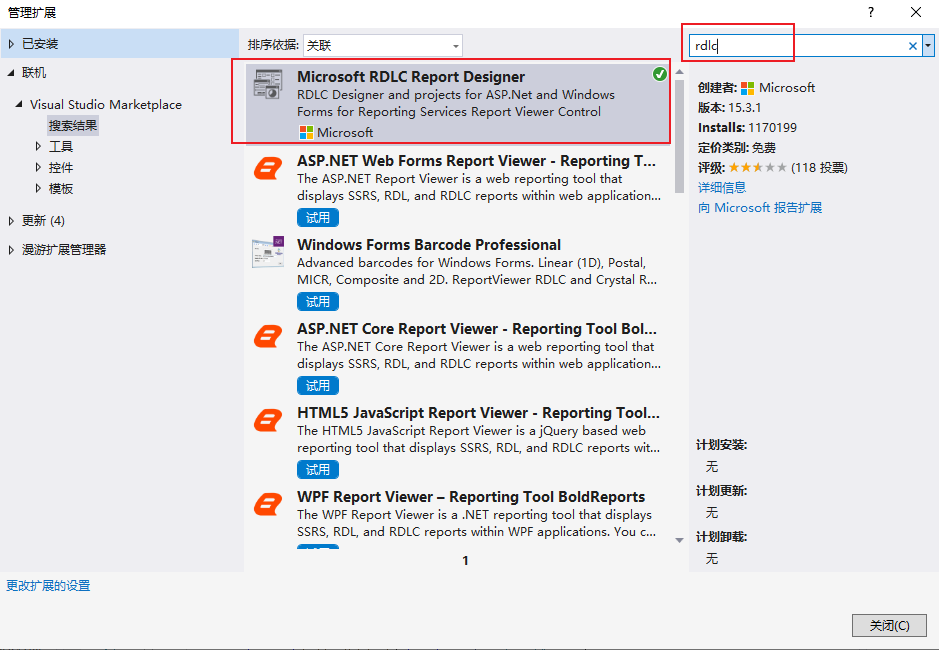 管理扩展
?
已安装
联机
Visual Studio Marketplace
搜索结果
工具
控件
模板
更新 (4)
漫游扩展管理器
排序依据: 关联
Microsoft RDLC Report Designer
RDLC Designer and projects for ASP.Net and Windows
Forms for Reporting Services Report Viewer Control
Microsoft
ASP.NET Web Forms Report Viewer - Reporting T...
The ASP.NET Report Viewer is a web reporting tool that
displays SSRS, RDL, and RDLC reports within web application...
试用
Windows Forms Barcode Professional
Advanced barcodes for Windows Forms. Linear (1D), Postal,
MICR, Composite and 2D. ReportViewer RDLC and Crystal R...
试用
ASP.NET Core Report Viewer - Reporting Tool Bol...
The ASP.NET Core Report Viewer is a web reporting tool that
displays SSRS, RDL, and RDLC reports within web application...
试用
HTML5 JavaScript Report Viewer - Reporting Tool...
The HTML5 JavaScript Report Viewer is a jQuery based web
reporting tool that displays SSRS, RDL, and RDLC reports wit...
试用
WPF Report Viewer – Reporting Tool BoldReports
The WPF Report Viewer is a .NET reporting tool that displays
SSRS, RDL, and RDLC reports within WPF applications. You c...
1
rdlc
创建者: Microsoft
版本: 15.3.1
Installs: 1170199
定价类别: 免费
评级: (118 投票)
详细信息
向 Microsoft 报告扩展
计划安装:
无
计划更新:
无
计划卸载:
无
更改扩展的设置
关闭(C)